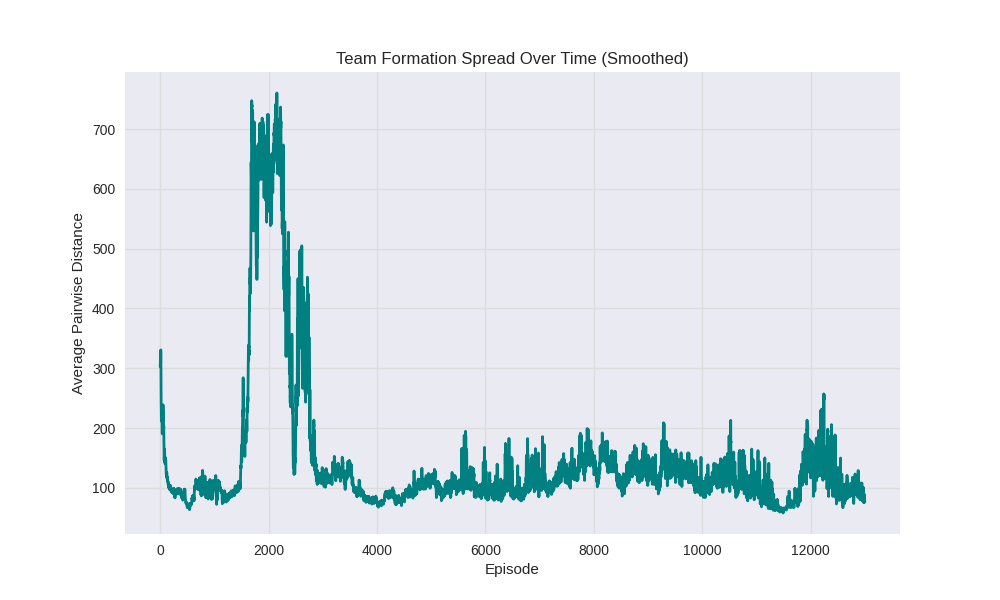 Team Formation Spread Over Time (Smoothed)
Average Pairwise Distance
700
600
500
400
300
200
100
0 2000 4000 6000 8000 10000 12000
Episode